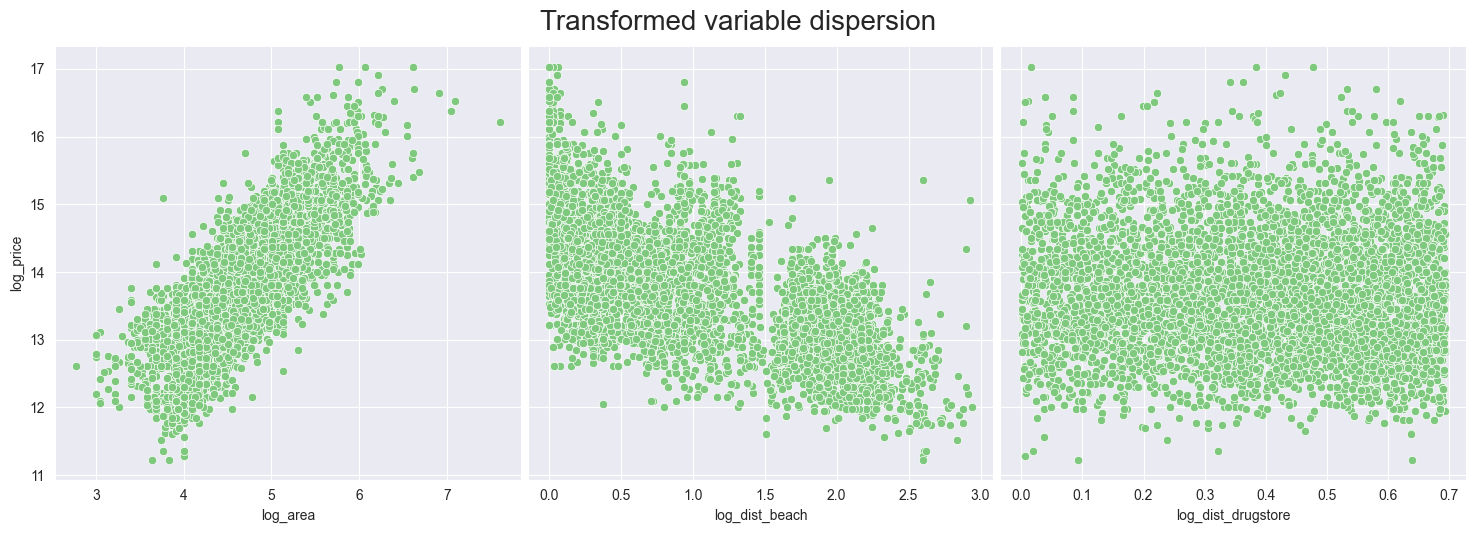 Transformed variable dispersion
17
16
15
14
13
12
11
log_price
3 4 5 6 7
log_area
0.0 0.5 1.0 1.5 2.0 2.5 3.0
log_dist_beach
0.0 0.1 0.2 0.3 0.4 0.5 0.6 0.7
log_dist_drugstore